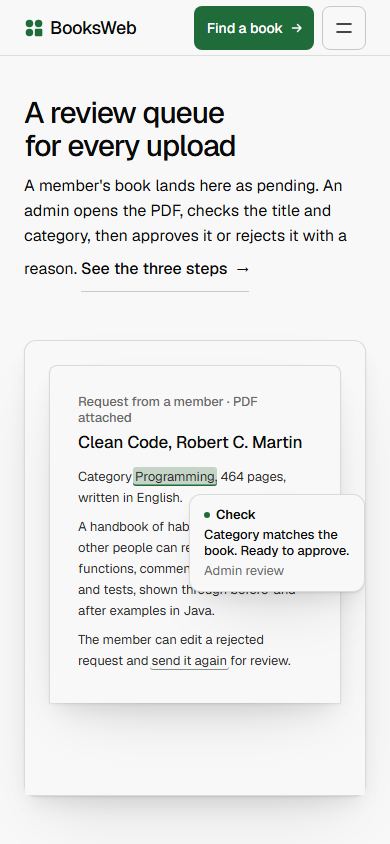 BooksWeb
Find a book →
A review queue
for every upload
A member's book lands here as pending. An
admin opens the PDF, checks the title and
category, then approves it or rejects it with a
reason. See the three steps →
Request from a member · PDF
attached
Clean Code, Robert C. Martin
Category Programming, 464 pages,
written in English.
Check
Category matches the
book. Ready to approve.
Admin review
A handbook of
other people can
functions,
and tests, shown through before-and-
after examples in Java.
The member can edit a rejected
request and send it again for review.